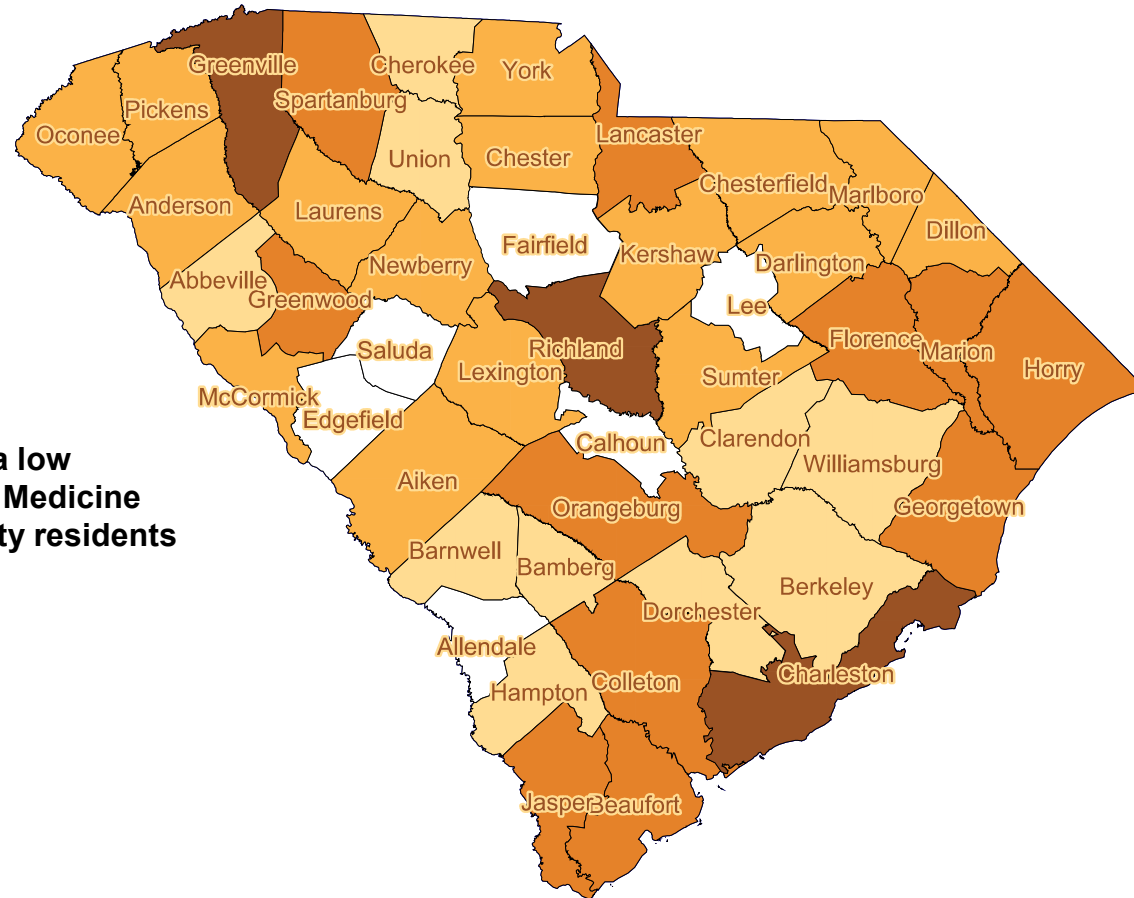 Greenville
Cherokee
York
Spartanburg
Pickens
Oconee
Lancaster
Union
Chester
Chesterfield
Marlboro
Anderson
Laurens
Dillon
Fairfield
Kershaw
Darlington
Newberry
Abbeville
Greenwood
Lee
Saluda
Richland
Florence
Marion
Horry
Lexington
Sumter
McCormick
Edgefield
Calhoun
Clarendon
Williamsburg
a low
Medicine
ty residents
Aiken
Orangeburg
Georgetown
Barnwell
Bamberg
Berkeley
Dorchester
Allendale
Charleston
Hampton
Colleton
Jasper
Beaufort